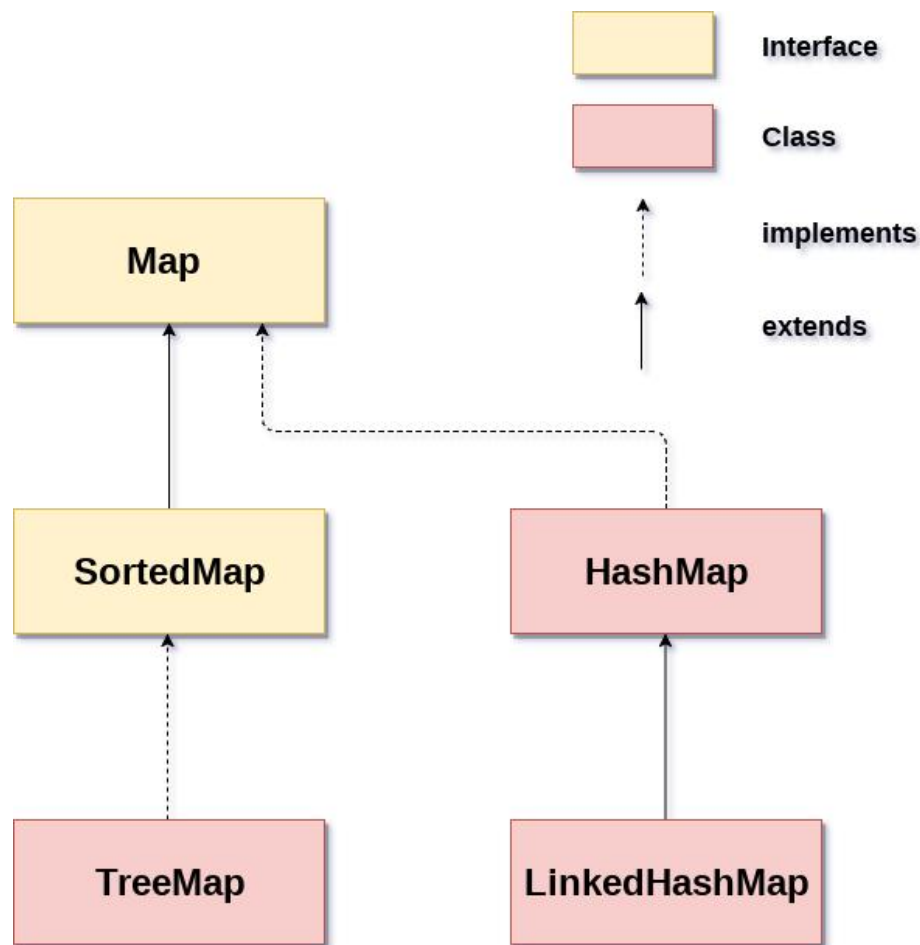 Interface
Class
implements
extends
Map
SortedMap
HashMap
TreeMap
LinkedHashMap